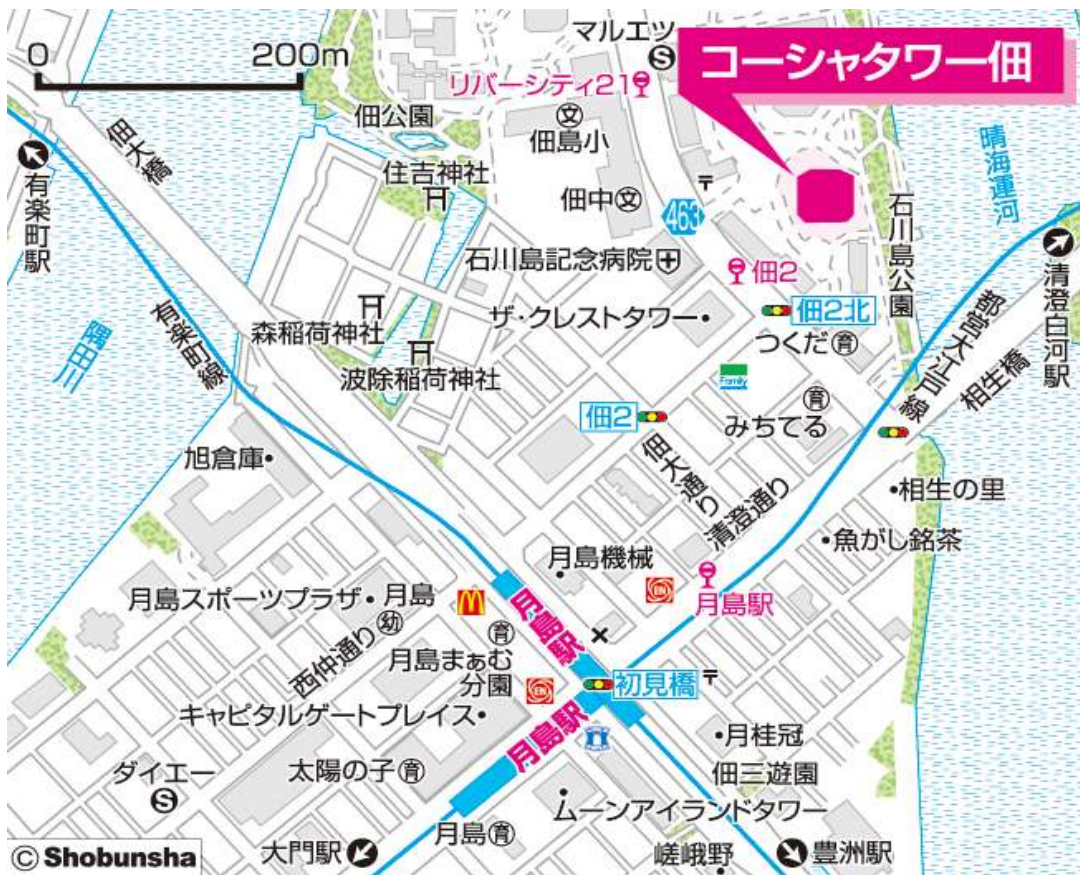 0
200m
マルエツ
S
コーシャタワー佃
リバーシティ21
佃公園
文
佃島小
佃大橋
住吉神社
佃中
文
〒
463
晴海運河
有楽町駅
石川島記念病院
佃2
石川島公園
清澄白河駅
ザ・クレストタワー
佃2北
森稲荷神社
有楽町線
つくだ
育
都営大江戸線
隅田川
波除稲荷神社
Family
相生橋
佃2
育
みちてる
旭倉庫
佃大通り
清澄通り
相生の里
月島機械
魚がし銘茶
EN
月島駅
月島スポーツプラザ
月島
幼
M
月島駅
西仲通り
育
月島まぁむ
分園
EN
初見橋
〒
キャピタルゲートプレイス
月島駅
月桂冠
ダイエー
S
太陽の子
育
佃三遊園
ムーンアイランドタワー
月島
育
© Shobunsha
大門駅
嵯峨野
豊洲駅